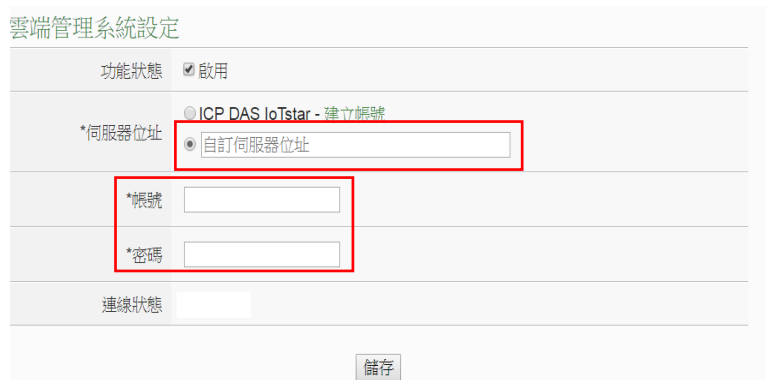 雲端管理系統設定
功能狀態 啟用
*伺服器位址 ICP DAS IoTstar - 建立帳號
自訂伺服器位址
*帳號
*密碼
連線狀態
儲存